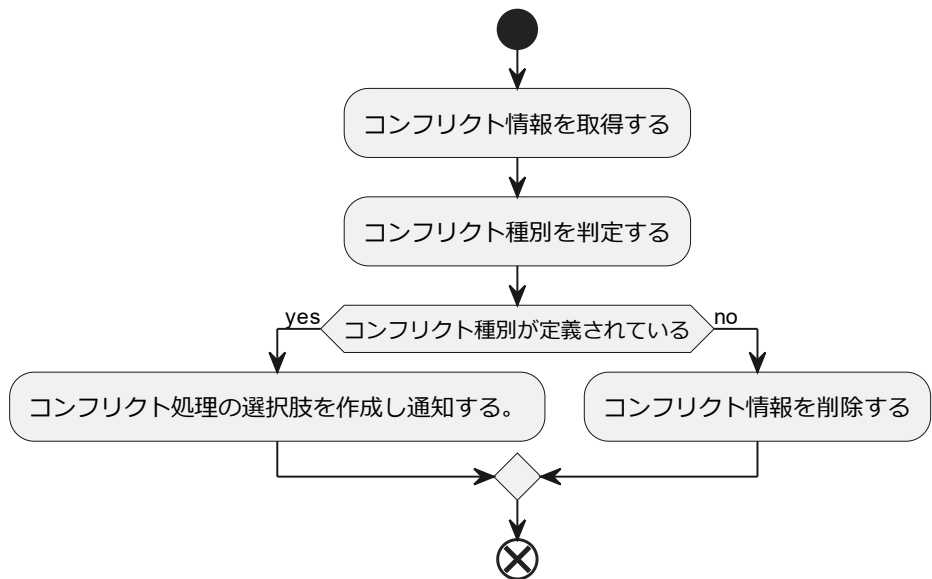 コンフリクト情報を取得する
コンフリクト種別を判定する
yes
コンフリクト種別が定義されている
no
コンフリクト処理の選択肢を作成し通知する。
コンフリクト情報を削除する